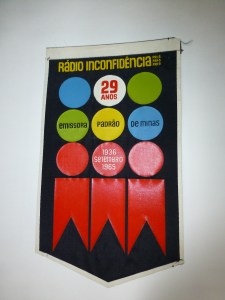 RÁDIO INCONFIDÊNCIA
29
ANOS
EMISSORA PADRÃO DE MINAS
1936
SETEMBRO
1965